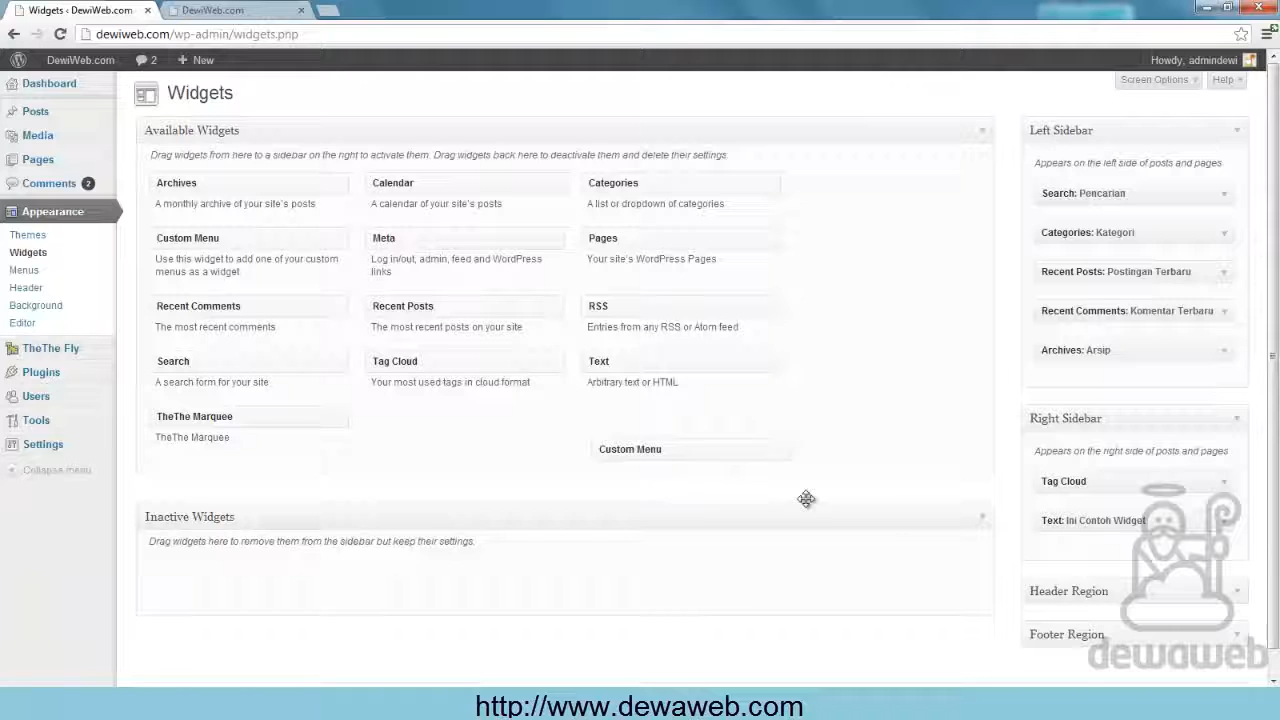 Widgets ‹ DewiWeb.com
DewiWeb.com
dewiweb.com/wp-admin/widgets.php
DewiWeb.com
2
New
Howdy, admindewi
Screen Options
Help
Dashboard
Posts
Media
Pages
Comments 2
Appearance
Themes
Widgets
Menus
Header
Background
Editor
TheThe Fly
Plugins
Users
Tools
Settings
Collapse menu
Widgets
Available Widgets
Drag widgets from here to a sidebar on the right to activate them. Drag widgets back here to deactivate them and delete their settings.
Archives
A monthly archive of your site's posts
Calendar
A calendar of your site's posts
Categories
A list or dropdown of categories
Custom Menu
Use this widget to add one of your custom
menus as a widget
Meta
Log in/out, admin, feed and WordPress
links
Pages
Your site's WordPress Pages
Recent Comments
The most recent comments
Recent Posts
The most recent posts on your site
RSS
Entries from any RSS or Atom feed
Search
A search form for your site
Tag Cloud
Your most used tags in cloud format
Text
Arbitrary text or HTML
TheThe Marquee
TheThe Marquee
Custom Menu
Inactive Widgets
Drag widgets here to remove them from the sidebar but keep their settings.
Left Sidebar
Appears on the left side of posts and pages
Search: Pencarian
Categories: Kategori
Recent Posts: Postingan Terbaru
Recent Comments: Komentar Terbaru
Archives: Arsip
Right Sidebar
Appears on the right side of posts and pages
Tag Cloud
Text: Ini Contoh Widget
Header Region
Footer Region
dewaweb
http://www.dewaweb.com